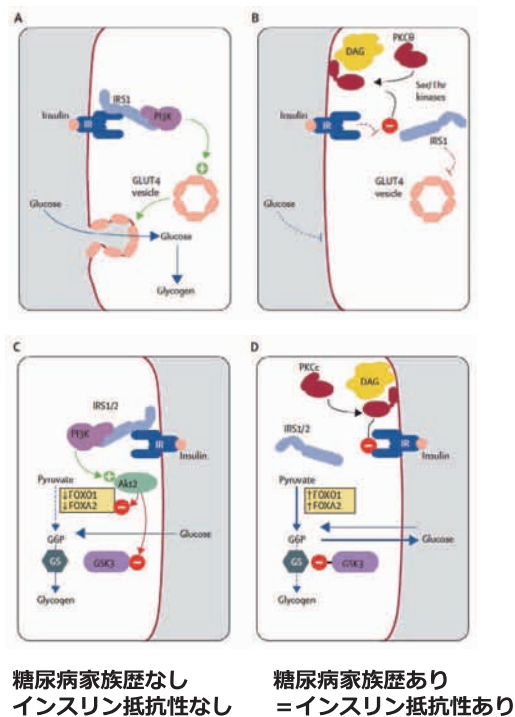 A
IRS1
Insulin
IR
PI3K
GLUT4
vesicle
Glucose
Glucose
Glycogen
B
DAG
PKCθ
Ser/thr
kinases
Insulin
IR
IRS1
GLUT4
vesicle
Glucose
C
IRS1/2
PI3K
IR
Insulin
Akt2
Pyruvate
↓FOXO1
↓FOXA2
G6P
Glucose
GS
GSK3
Glycogen
D
PKCε
DAG
IRS1/2
IR
Insulin
Pyruvate
↑FOXO1
↑FOXA2
G6P
Glucose
GS
GSK3
Glycogen
糖尿病家族歴なし
インスリン抵抗性なし
糖尿病家族歴あり
＝インスリン抵抗性あり